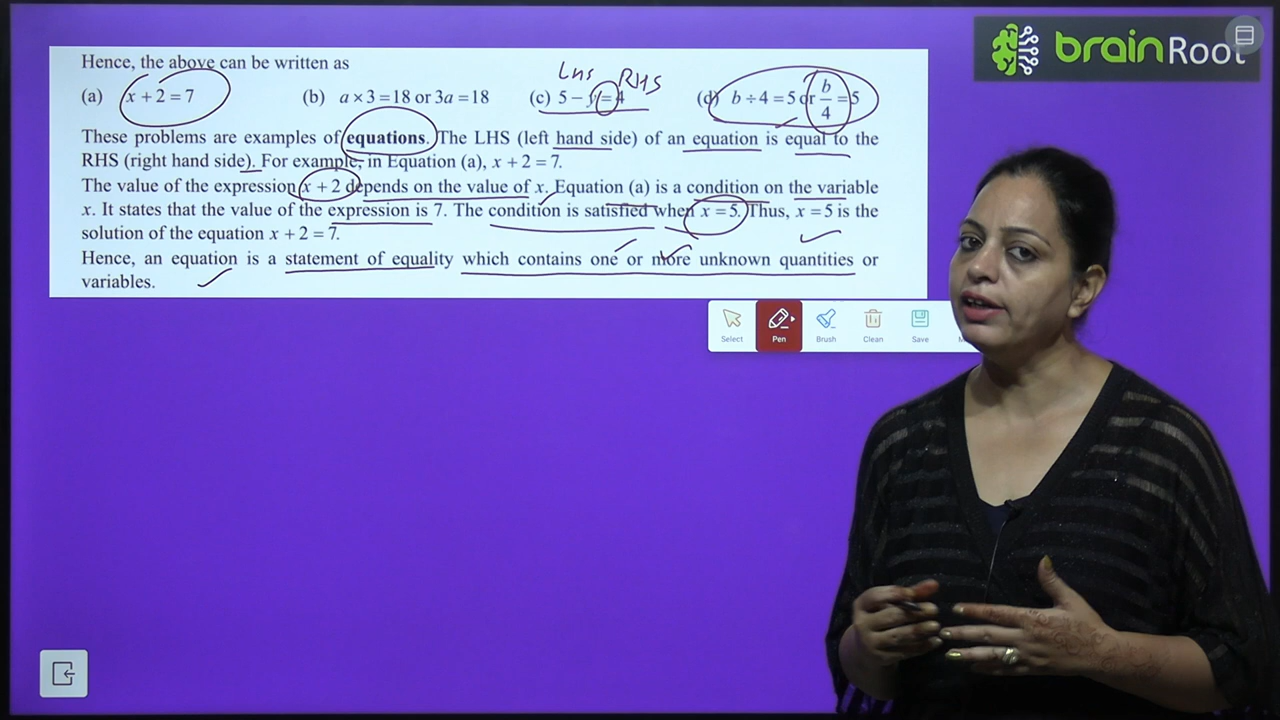 brainRoot
Hence, the above can be written as
Lhs RHS
(a) x + 2 = 7 (b) a × 3 = 18 or 3a = 18 (c) 5 − y = 4 (d) b ÷ 4 = 5 or b/4 = 5
These problems are examples of equations. The LHS (left hand side) of an equation is equal to the
RHS (right hand side). For example, in Equation (a), x + 2 = 7.
The value of the expression x + 2 depends on the value of x. Equation (a) is a condition on the variable
x. It states that the value of the expression is 7. The condition is satisfied when x = 5. Thus, x = 5 is the
solution of the equation x + 2 = 7.
Hence, an equation is a statement of equality which contains one or more unknown quantities or
variables.
Select Pen Brush Clean Save